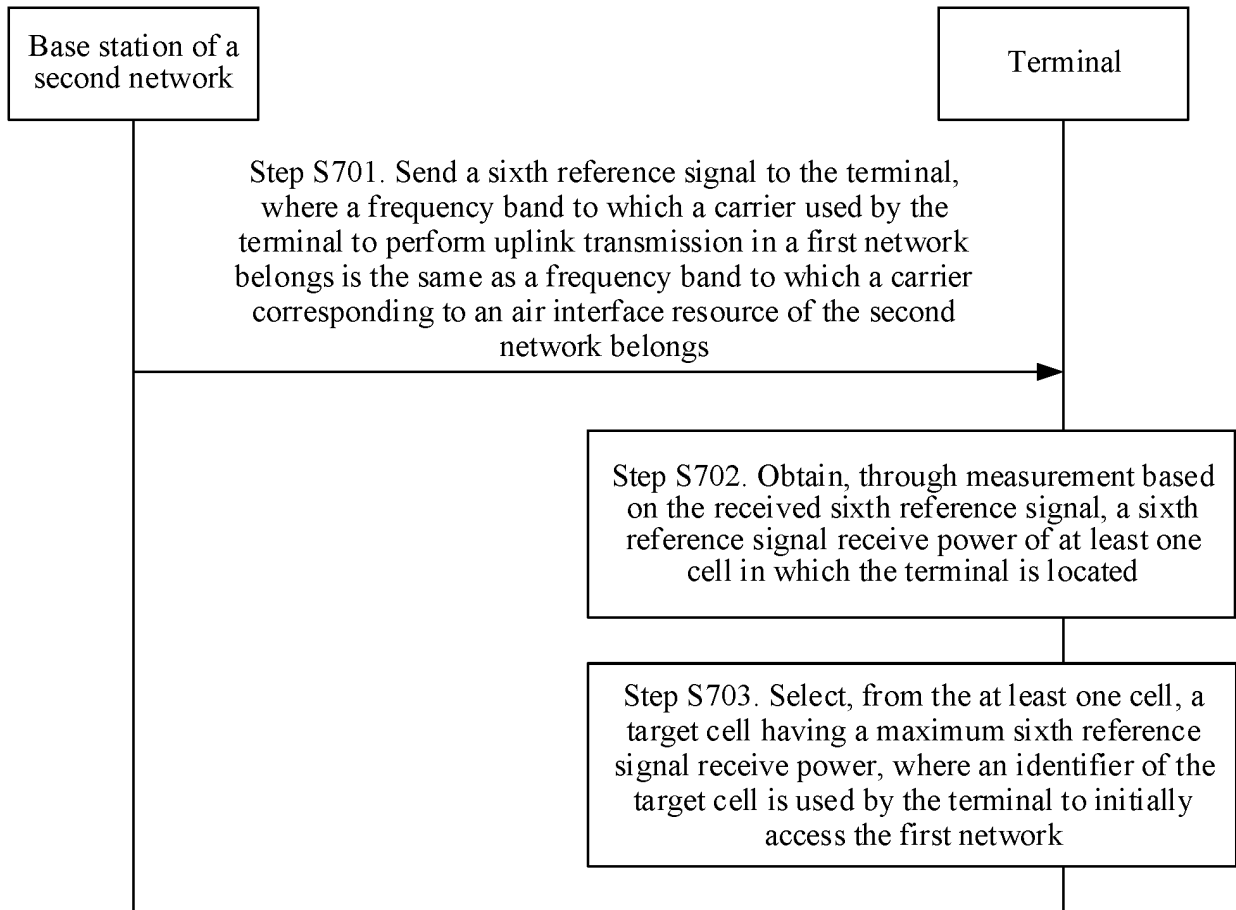 Base station of a
second network
Terminal
Step S701. Send a sixth reference signal to the terminal,
where a frequency band to which a carrier used by the
terminal to perform uplink transmission in a first network
belongs is the same as a frequency band to which a carrier
corresponding to an air interface resource of the second
network belongs
Step S702. Obtain, through measurement based
on the received sixth reference signal, a sixth
reference signal receive power of at least one
cell in which the terminal is located
Step S703. Select, from the at least one cell, a
target cell having a maximum sixth reference
signal receive power, where an identifier of the
target cell is used by the terminal to initially
access the first network